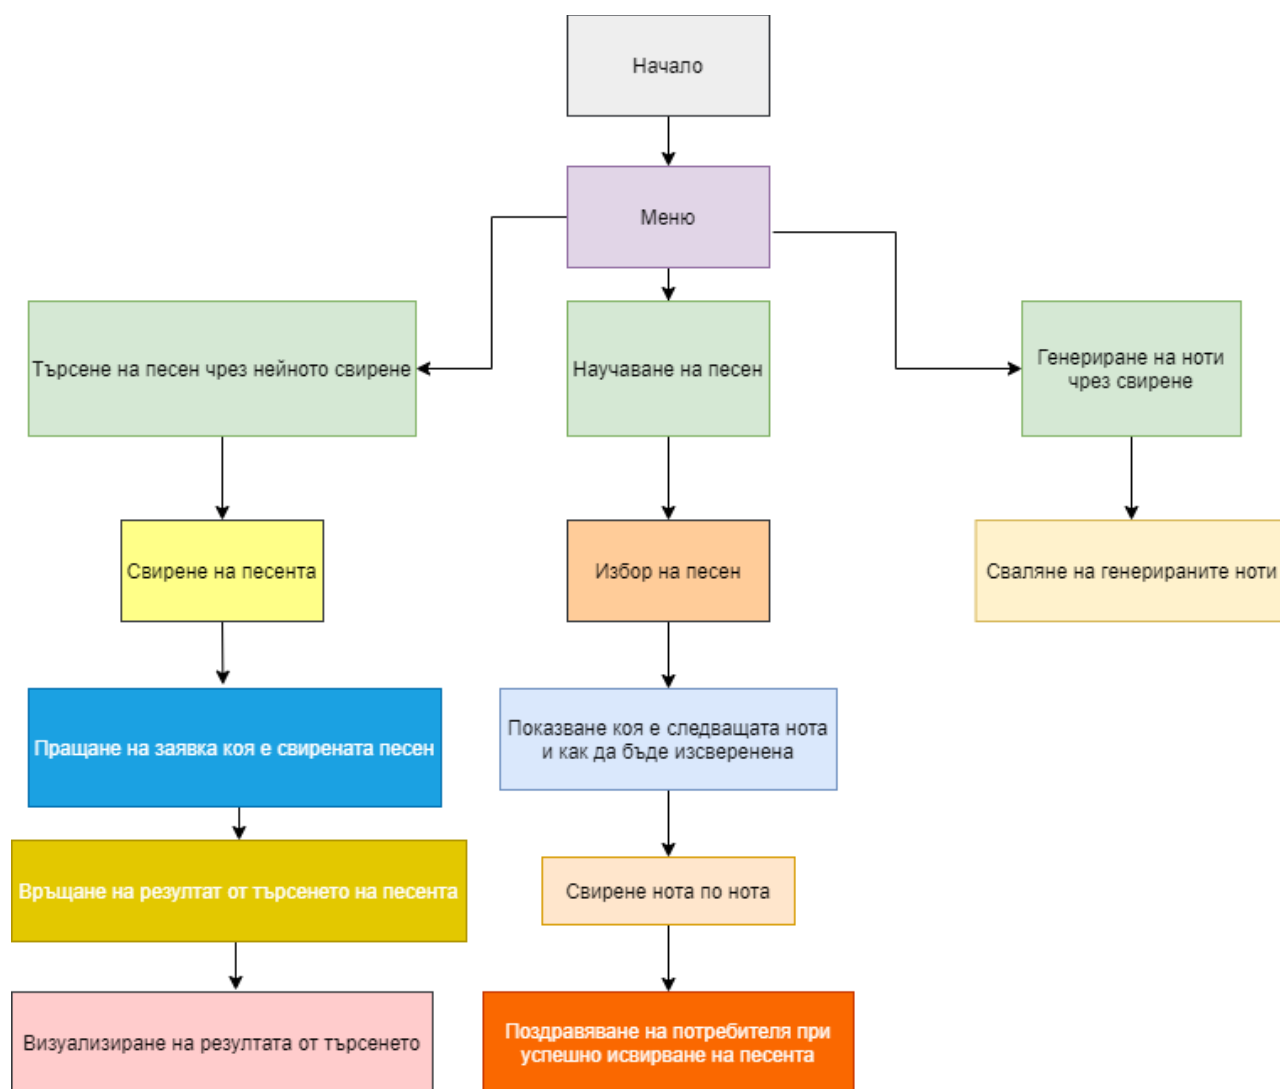 Начало
Меню
Търсене на песен чрез нейното свирене
Научаване на песен
Генериране на ноти
чрез свирене
Свирене на песента
Избор на песен
Сваляне на генерираните ноти
Пращане на заявка коя е свирената песен
Показване коя е следващата нота
и как да бъде изсверенена
Връщане на резултат от търсенето на песента
Свирене нота по нота
Визуализиране на резултата от търсенето
Поздравяване на потребителя при
успешно исвирване на песента